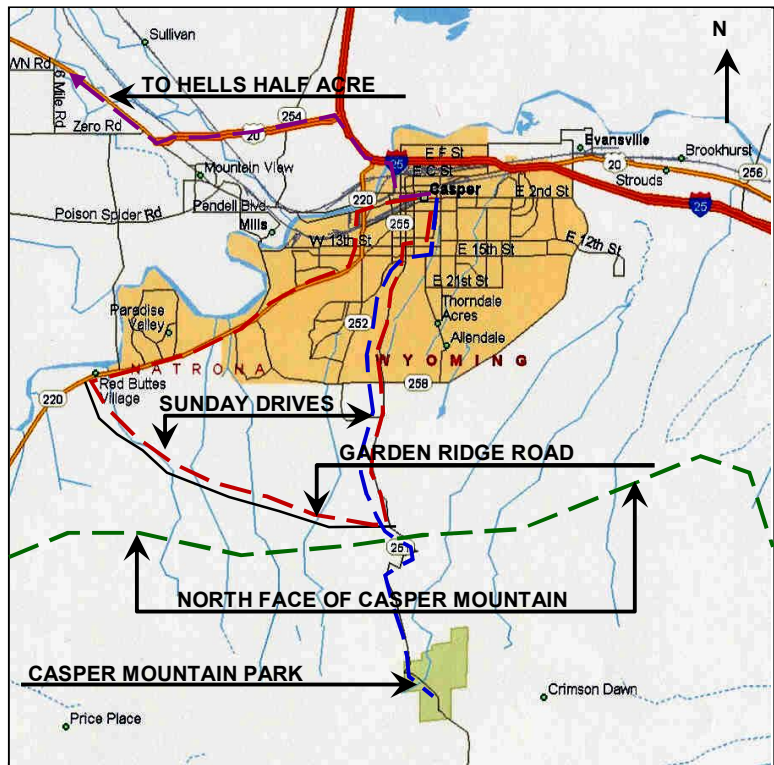 Sullivan
N
WN Rd
6 Mile Rd
TO HELLS HALF ACRE
254
Zero Rd
20
Evansville
E F St
Brookhurst
25
20
Mountain View
E C St
Strouds
256
Casper
Pendell Blvd
220
E 2nd St
25
Poison Spider Rd
Mills
255
W 13th St
E 15th St
E 12th St
E 21st St
Thorndale
Acres
252
Paradise
Valley
Allendale
NATRONA
WYOMING
Red Buttes
Village
258
220
SUNDAY DRIVES
GARDEN RIDGE ROAD
251
NORTH FACE OF CASPER MOUNTAIN
CASPER MOUNTAIN PARK
Crimson Dawn
Price Place